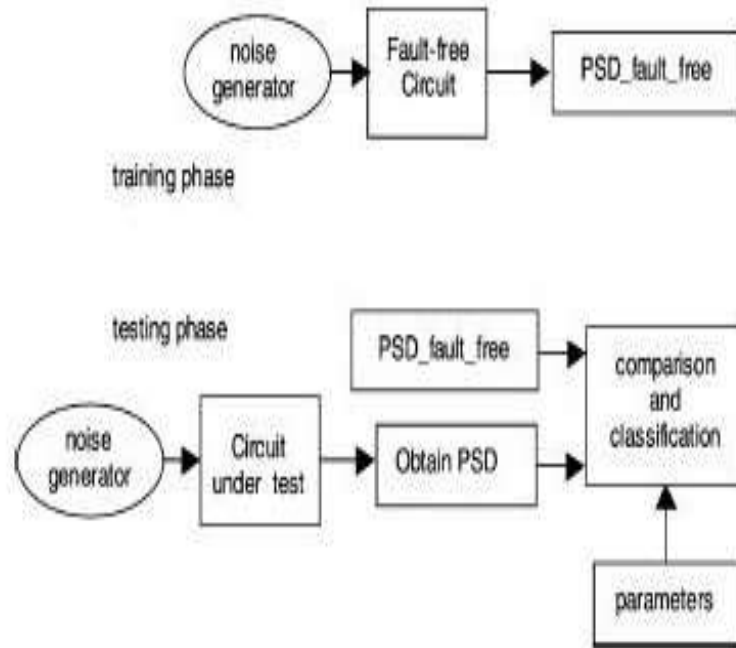 noise
generator
Fault-free
Circuit
PSD_fault_free
training phase
testing phase
PSD_fault_free
comparison
and
classification
noise
generator
Circuit
under test
Obtain PSD
parameters